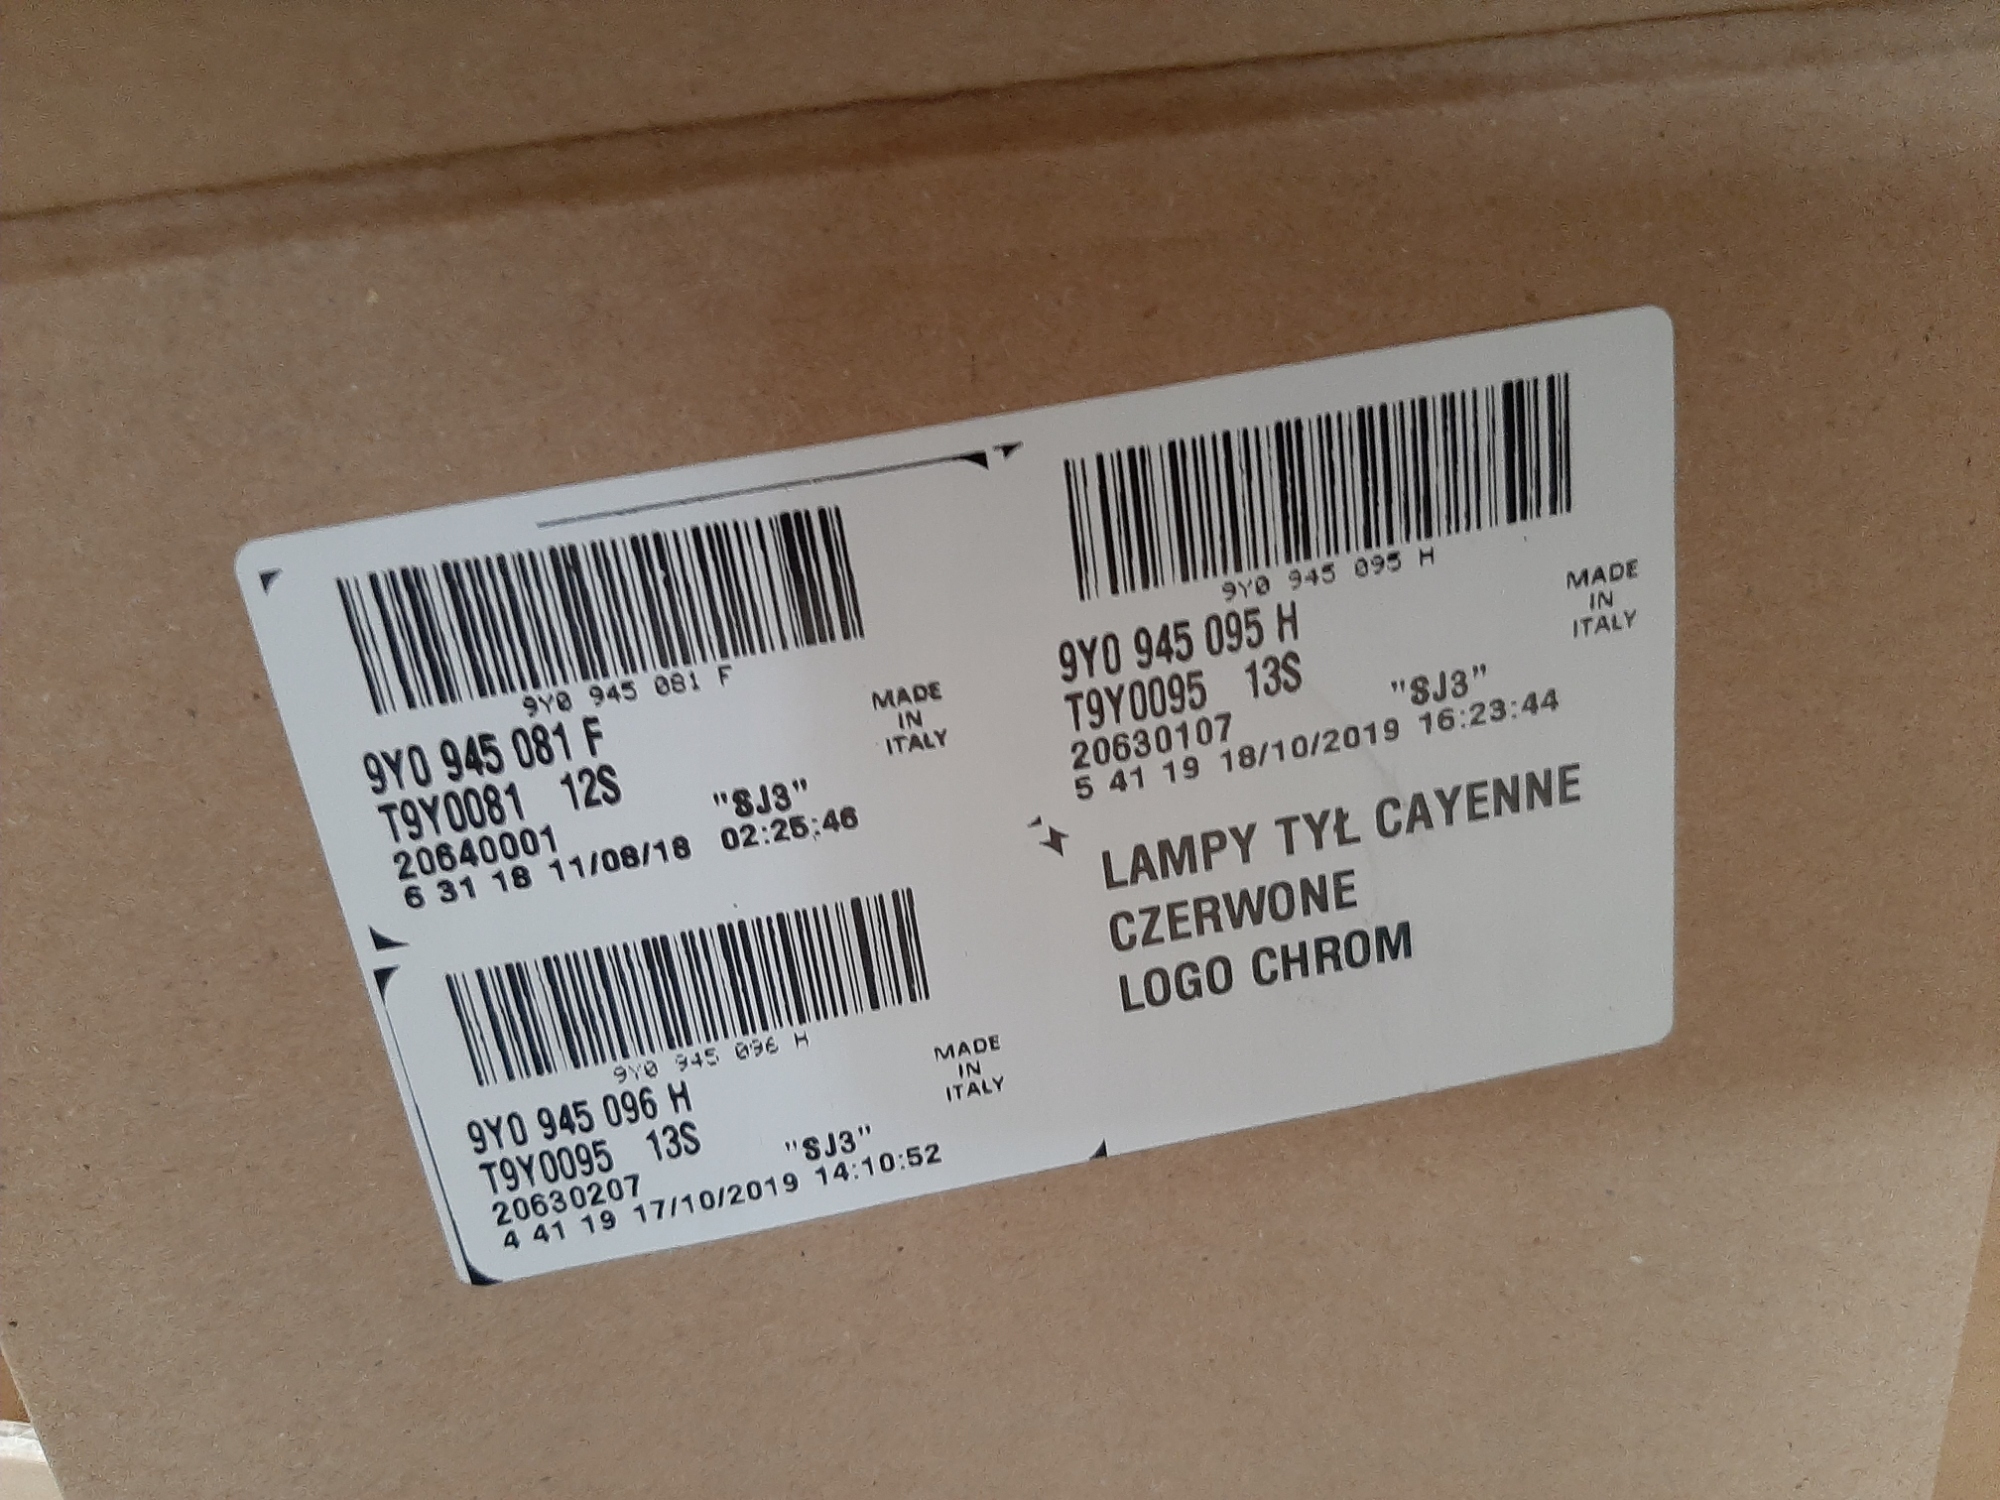 9Y0 945 081 F
MADE
IN
ITALY
9Y0 945 081 F
T9Y0081 12S
20640001 "SJ3"
6 31 18 11/08/18 02:25:46
9Y0 945 096 H
MADE
IN
ITALY
9Y0 945 096 H
T9Y0095 13S
20630207 "SJ3"
4 41 19 17/10/2019 14:10:52
9Y0 945 095 H
MADE
IN
ITALY
9Y0 945 095 H
T9Y0095 13S
20630107 "SJ3"
5 41 19 18/10/2019 16:23:44
LAMPY TYŁ CAYENNE
CZERWONE
LOGO CHROM